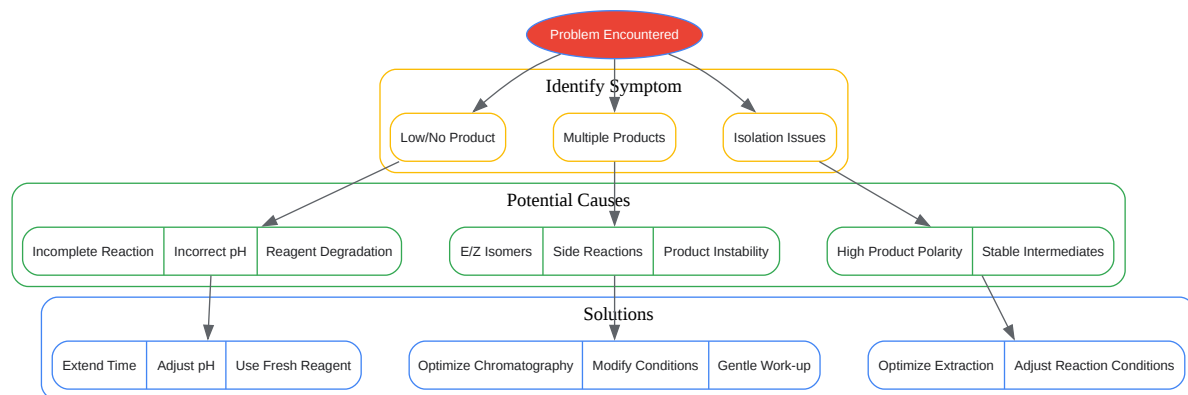 Problem Encountered
Identify Symptom
Low/No Product
Multiple Products
Isolation Issues
Potential Causes
Incomplete Reaction
Incorrect pH
Reagent Degradation
E/Z Isomers
Side Reactions
Product Instability
High Product Polarity
Stable Intermediates
Solutions
Extend Time
Adjust pH
Use Fresh Reagent
Optimize Chromatography
Modify Conditions
Gentle Work-up
Optimize Extraction
Adjust Reaction Conditions